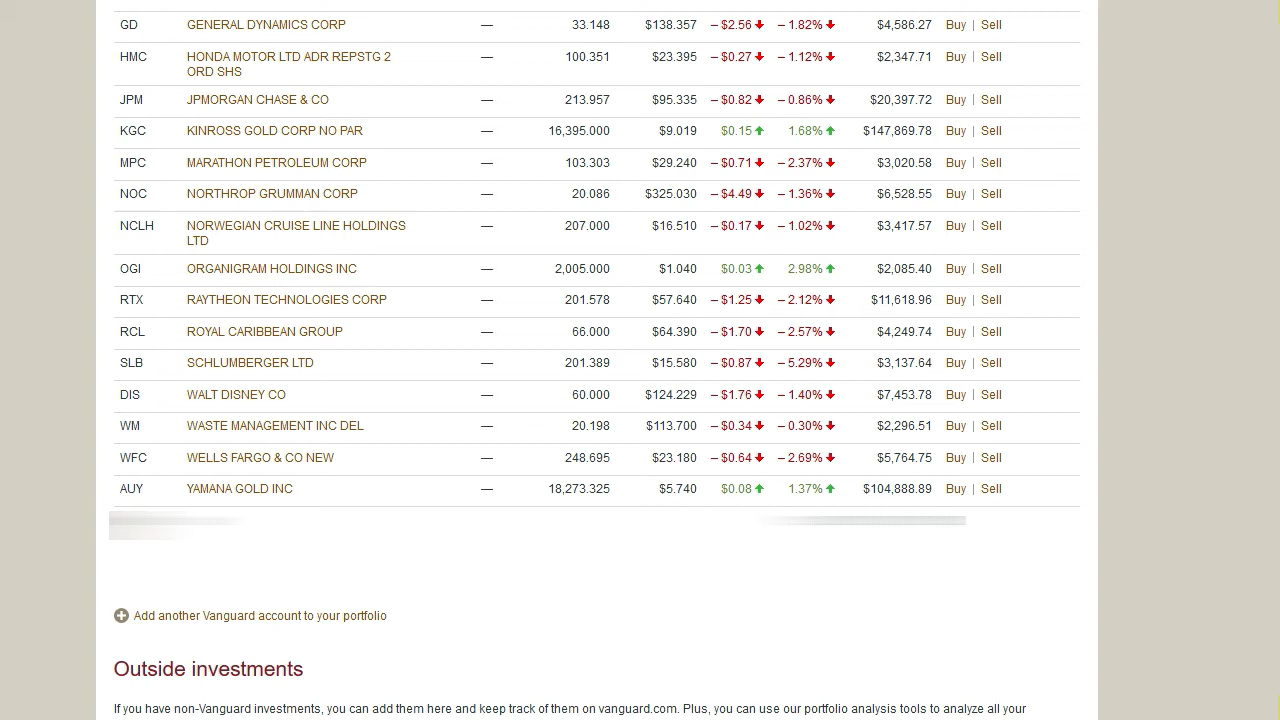 GD GENERAL DYNAMICS CORP — 33.148 $138.357 – $2.56 – 1.82% $4,586.27 Buy | Sell
HMC HONDA MOTOR LTD ADR REPSTG 2 — 100.351 $23.395 – $0.27 – 1.12% $2,347.71 Buy | Sell
ORD SHS
JPM JPMORGAN CHASE & CO — 213.957 $95.335 – $0.82 – 0.86% $20,397.72 Buy | Sell
KGC KINROSS GOLD CORP NO PAR — 16,395.000 $9.019 $0.15 1.68% $147,869.78 Buy | Sell
MPC MARATHON PETROLEUM CORP — 103.303 $29.240 – $0.71 – 2.37% $3,020.58 Buy | Sell
NOC NORTHROP GRUMMAN CORP — 20.086 $325.030 – $4.49 – 1.36% $6,528.55 Buy | Sell
NCLH NORWEGIAN CRUISE LINE HOLDINGS — 207.000 $16.510 – $0.17 – 1.02% $3,417.57 Buy | Sell
LTD
OGI ORGANIGRAM HOLDINGS INC — 2,005.000 $1.040 $0.03 2.98% $2,085.40 Buy | Sell
RTX RAYTHEON TECHNOLOGIES CORP — 201.578 $57.640 – $1.25 – 2.12% $11,618.96 Buy | Sell
RCL ROYAL CARIBBEAN GROUP — 66.000 $64.390 – $1.70 – 2.57% $4,249.74 Buy | Sell
SLB SCHLUMBERGER LTD — 201.389 $15.580 – $0.87 – 5.29% $3,137.64 Buy | Sell
DIS WALT DISNEY CO — 60.000 $124.229 – $1.76 – 1.40% $7,453.78 Buy | Sell
WM WASTE MANAGEMENT INC DEL — 20.198 $113.700 – $0.34 – 0.30% $2,296.51 Buy | Sell
WFC WELLS FARGO & CO NEW — 248.695 $23.180 – $0.64 – 2.69% $5,764.75 Buy | Sell
AUY YAMANA GOLD INC — 18,273.325 $5.740 $0.08 1.37% $104,888.89 Buy | Sell
Add another Vanguard account to your portfolio
Outside investments
If you have non-Vanguard investments, you can add them here and keep track of them on vanguard.com. Plus, you can use our portfolio analysis tools to analyze all your